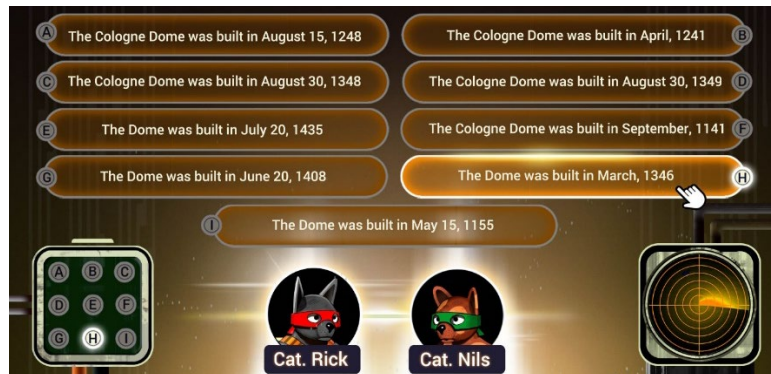 A The Cologne Dome was built in August 15, 1248
The Cologne Dome was built in April, 1241 B
C The Cologne Dome was built in August 30, 1348
The Cologne Dome was built in August 30, 1349 D
E The Dome was built in July 20, 1435
The Cologne Dome was built in September, 1141 F
G The Dome was built in June 20, 1408
The Dome was built in March, 1346 H
I The Dome was built in May 15, 1155
A B C
D E F
G H I
Cat. Rick
Cat. Nils